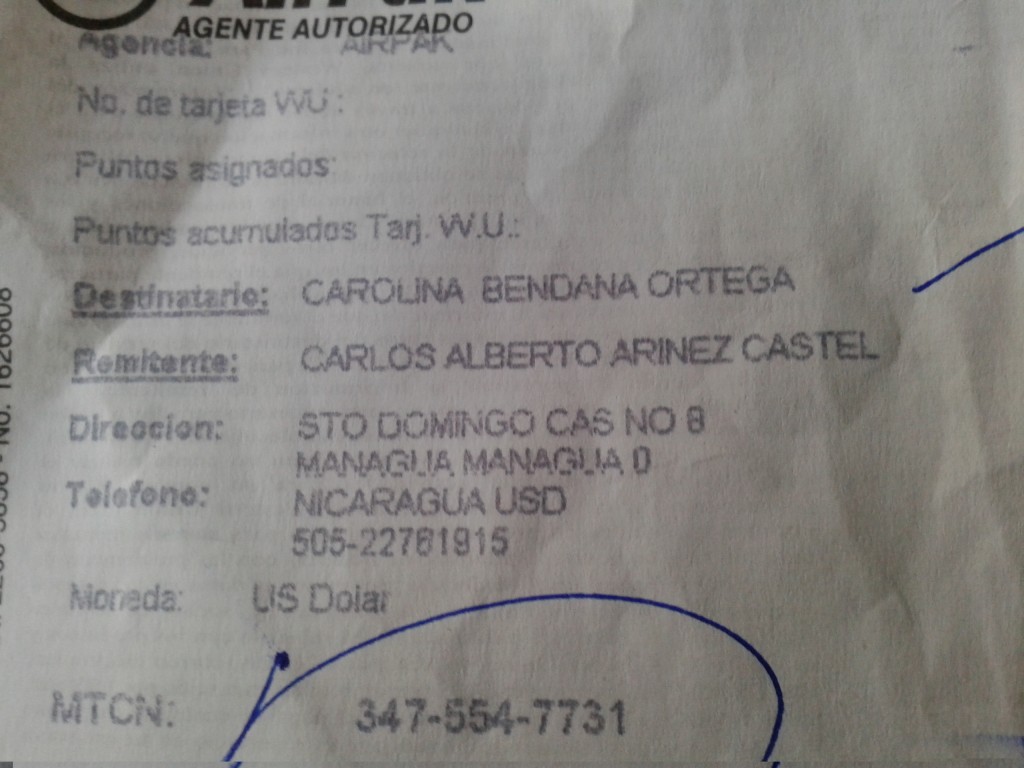 AGENTE AUTORIZADO
Agencia: AIRPAK
No. de tarjeta WU :
Puntos asignados:
Puntos acumulados Tarj. W.U.:
Destinatario: CAROLINA BENDANA ORTEGA
Remitente: CARLOS ALBERTO ARINEZ CASTEL
Direccion: STO DOMINGO CAS NO 8
MANAGUA MANAGUA 0
Telefono: NICARAGUA USD
505-22761915
Moneda: US Dolar
MTCN: 347-554-7731